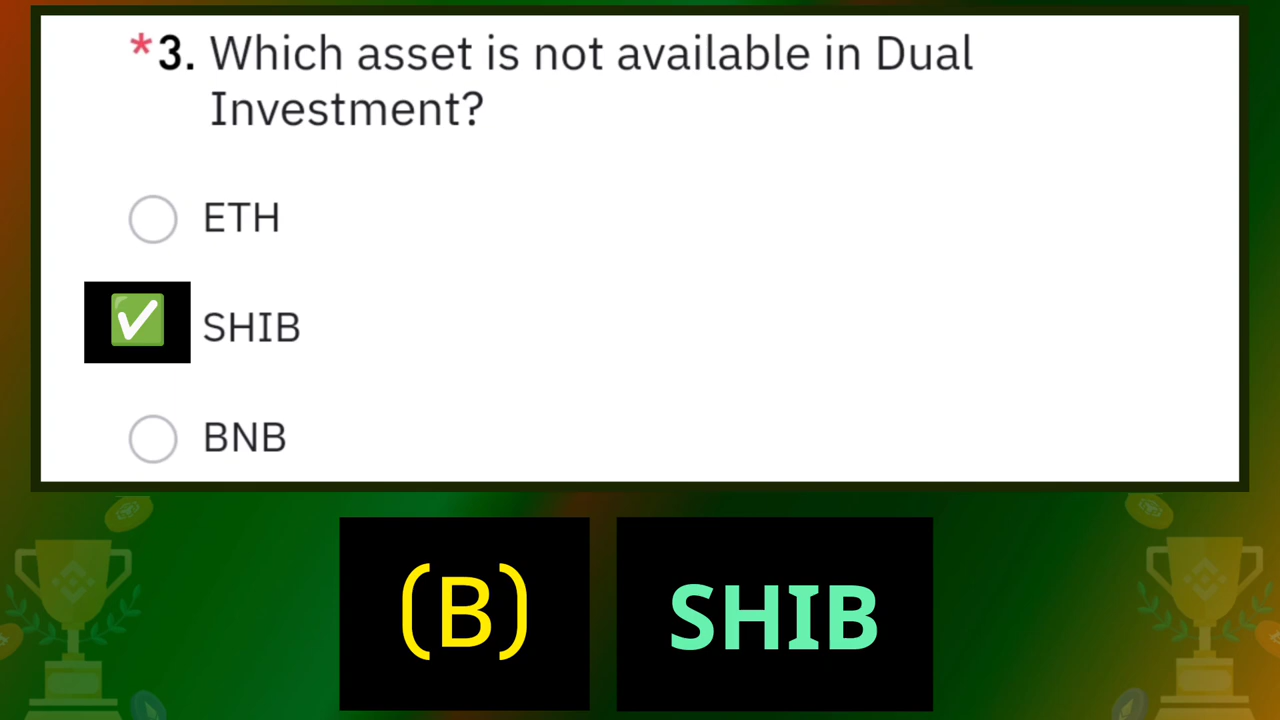 *3. Which asset is not available in Dual
Investment?
ETH
✅ SHIB
BNB
(B) SHIB